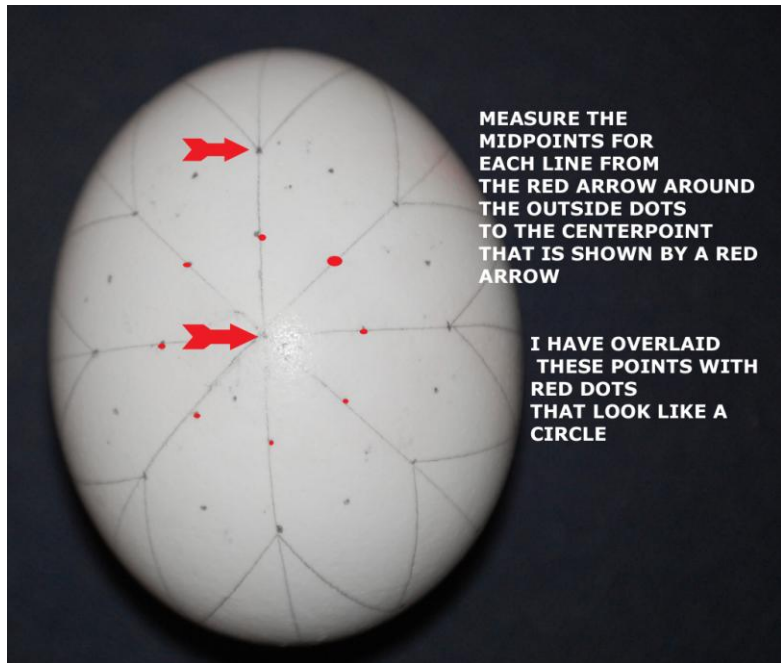 MEASURE THE
MIDPOINTS FOR
EACH LINE FROM
THE RED ARROW AROUND
THE OUTSIDE DOTS
TO THE CENTERPOINT
THAT IS SHOWN BY A RED
ARROW
I HAVE OVERLAID
THESE POINTS WITH
RED DOTS
THAT LOOK LIKE A
CIRCLE